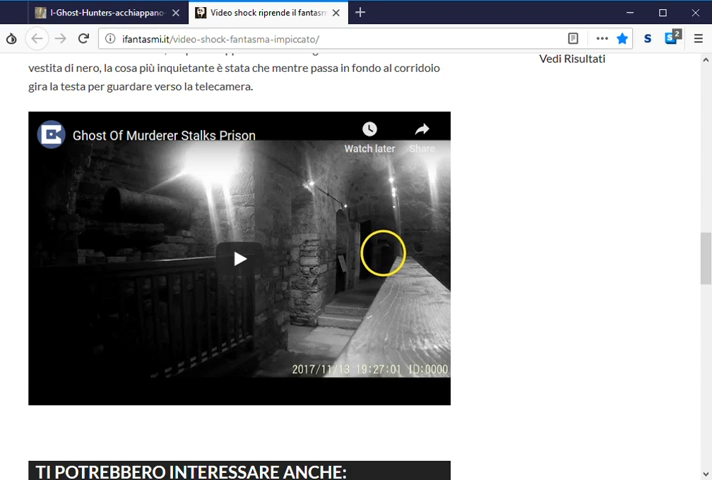 I-Ghost-Hunters-acchiappano-
Video shock riprende il fantasm
ifantasmi.it/video-shock-fantasma-impiccato/
S
S
2
vestita di nero, la cosa più inquietante è stata che mentre passa in fondo al corridoio
gira la testa per guardare verso la telecamera.
Vedi Risultati
Ghost Of Murderer Stalks Prison
Watch later
Share
2017/11/13 19:27:01 ID:0000
TI POTREBBERO INTERESSARE ANCHE: